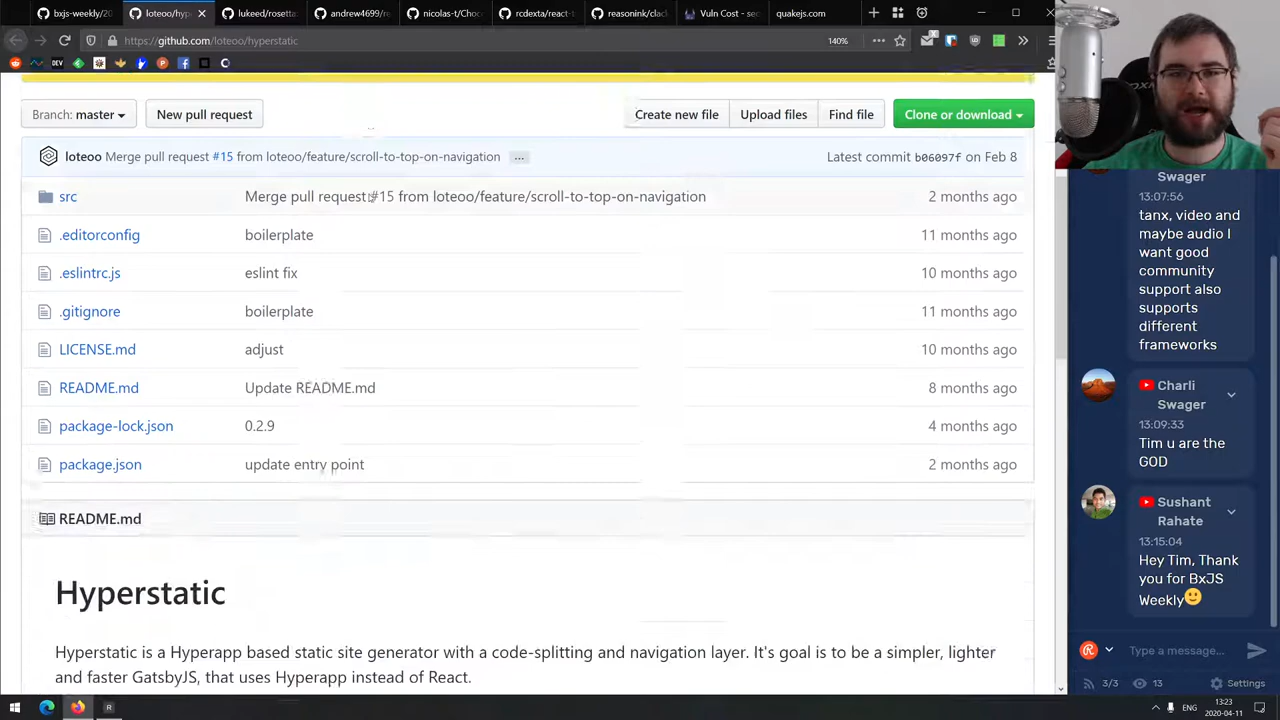 bxjs-weekly/20
loteoo/hyp
lukeed/rosetta
andrew4699/re
nicolas-t/Choco
rcdexta/react-t
reasonink/clack
Vuln Cost - se
quakejs.com
https://github.com/loteoo/hyperstatic
140%
DEV
Branch: master
New pull request
Create new file
Upload files
Find file
Clone or download
loteoo Merge pull request #15 from loteoo/feature/scroll-to-top-on-navigation
Latest commit b06097f on Feb 8
src Merge pull request #15 from loteoo/feature/scroll-to-top-on-navigation 2 months ago
.editorconfig boilerplate 11 months ago
.eslintrc.js eslint fix 10 months ago
.gitignore boilerplate 11 months ago
LICENSE.md adjust 10 months ago
README.md Update README.md 8 months ago
package-lock.json 0.2.9 4 months ago
package.json update entry point 2 months ago
README.md
Hyperstatic
Hyperstatic is a Hyperapp based static site generator with a code-splitting and navigation layer. It's goal is to be a simpler, lighter
and faster GatsbyJS, that uses Hyperapp instead of React.
Swager
13:07:56
tanx, video and
maybe audio I
want good
community
support also
supports
different
frameworks
Charli
Swager
13:09:33
Tim u are the
GOD
Sushant
Rahate
13:15:04
Hey Tim, Thank
you for BxJS
Weekly🙂
Type a message...
3/3
13
Settings
ENG
13:23
2020-04-11